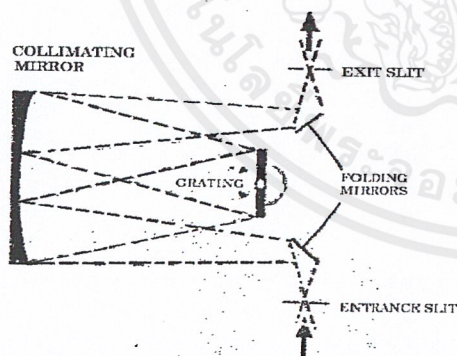 COLLIMATING
MIRROR
EXIT SLIT
GRATING
FOLDING
MIRRORS
ENTRANCE SLIT